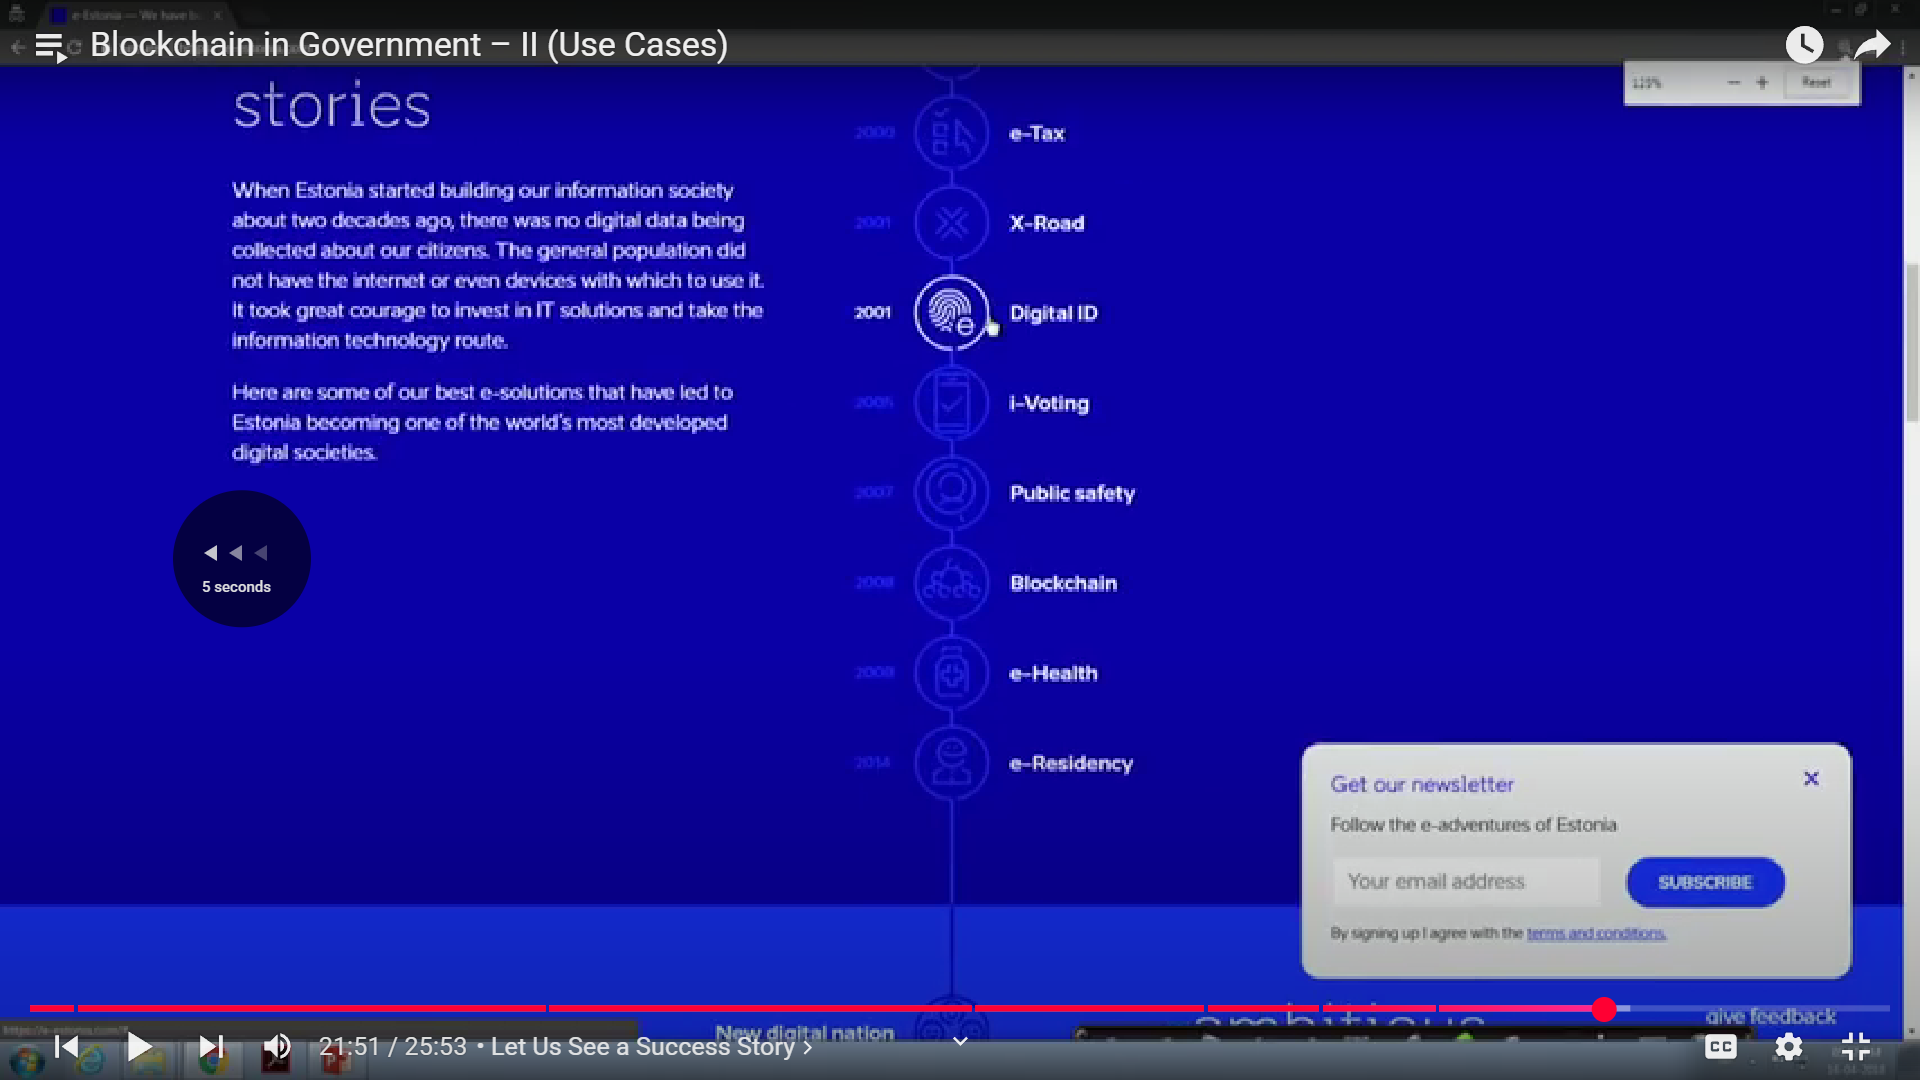 e-Estonia — We have b
Blockchain in Government – II (Use Cases)
125%
Reset
stories
When Estonia started building our information society
about two decades ago, there was no digital data being
collected about our citizens. The general population did
not have the internet or even devices with which to use it.
It took great courage to invest in IT solutions and take the
information technology route.
Here are some of our best e-solutions that have led to
Estonia becoming one of the world's most developed
digital societies.
5 seconds
2000 e-Tax
2001 X-Road
2001 Digital ID
2005 i-Voting
2007 Public safety
2008 Blockchain
2008 e-Health
2014 e-Residency
Get our newsletter
Follow the e-adventures of Estonia
Your email address
SUBSCRIBE
By signing up I agree with the terms and conditions.
New digital nation
ambitious
give feedback
21:51 / 25:53 • Let Us See a Success Story
CC